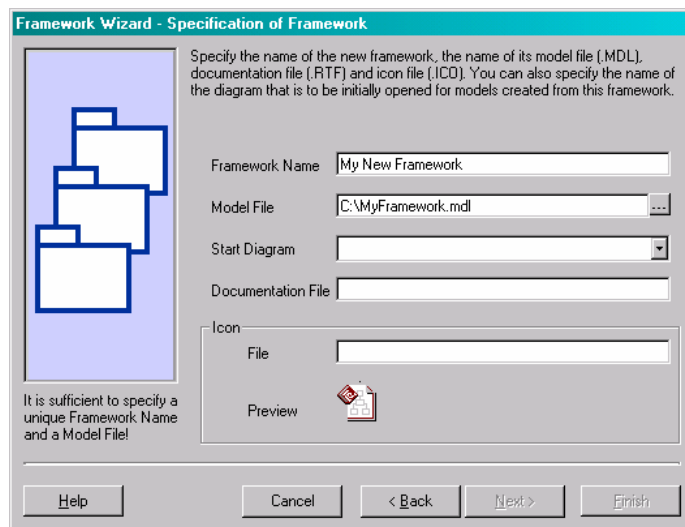 Framework Wizard - Specification of Framework
Specify the name of the new framework, the name of its model file (.MDL),
documentation file (.RTF) and icon file (.ICO). You can also specify the name of
the diagram that is to be initially opened for models created from this framework.
Framework Name My New Framework
Model File C:\MyFramework.mdl ...
Start Diagram
Documentation File
Icon
File
Preview
It is sufficient to specify a
unique Framework Name
and a Model File!
Help Cancel < Back Next > Finish